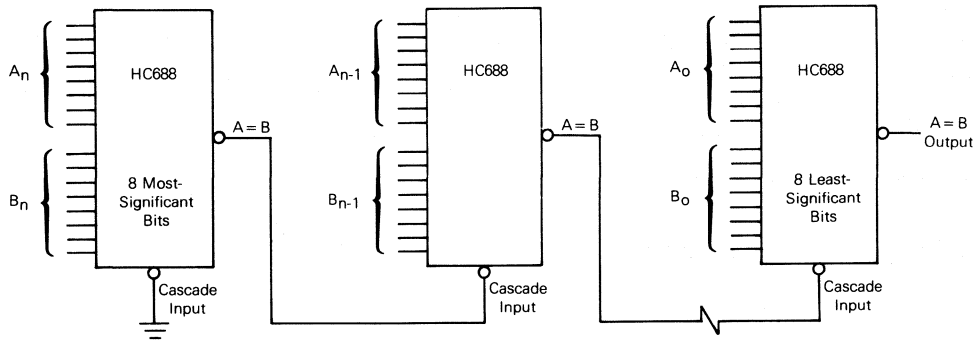 An
HC688
A = B
Bn
8 Most-
Significant
Bits
Cascade
Input
An-1
HC688
A = B
Bn-1
Cascade
Input
Ao
HC688
A = B
Output
Bo
8 Least-
Significant
Bits
Cascade
Input